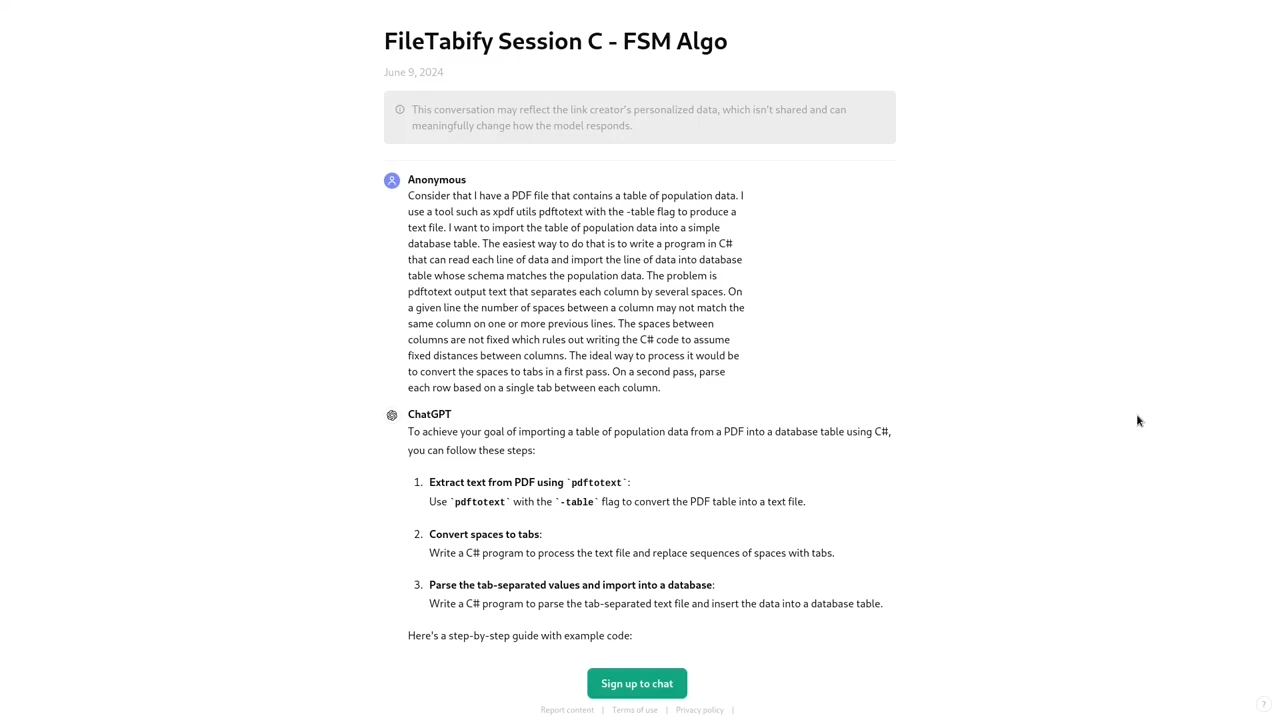 FileTabify Session C - FSM Algo
June 9, 2024
This conversation may reflect the link creator's personalized data, which isn't shared and can
meaningfully change how the model responds.
Anonymous
Consider that I have a PDF file that contains a table of population data. I
use a tool such as xpdf utils pdftotext with the -table flag to produce a
text file. I want to import the table of population data into a simple
database table. The easiest way to do that is to write a program in C#
that can read each line of data and import the line of data into database
table whose schema matches the population data. The problem is
pdftotext output text that separates each column by several spaces. On
a given line the number of spaces between a column may not match the
same column on one or more previous lines. The spaces between
columns are not fixed which rules out writing the C# code to assume
fixed distances between columns. The ideal way to process it would be
to convert the spaces to tabs in a first pass. On a second pass, parse
each row based on a single tab between each column.
ChatGPT
To achieve your goal of importing a table of population data from a PDF into a database table using C#,
you can follow these steps:
1. Extract text from PDF using `pdftotext`:
Use `pdftotext` with the `-table` flag to convert the PDF table into a text file.
2. Convert spaces to tabs:
Write a C# program to process the text file and replace sequences of spaces with tabs.
3. Parse the tab-separated values and import into a database:
Write a C# program to parse the tab-separated text file and insert the data into a database table.
Here's a step-by-step guide with example code:
Sign up to chat
Report content | Terms of use | Privacy policy |
?